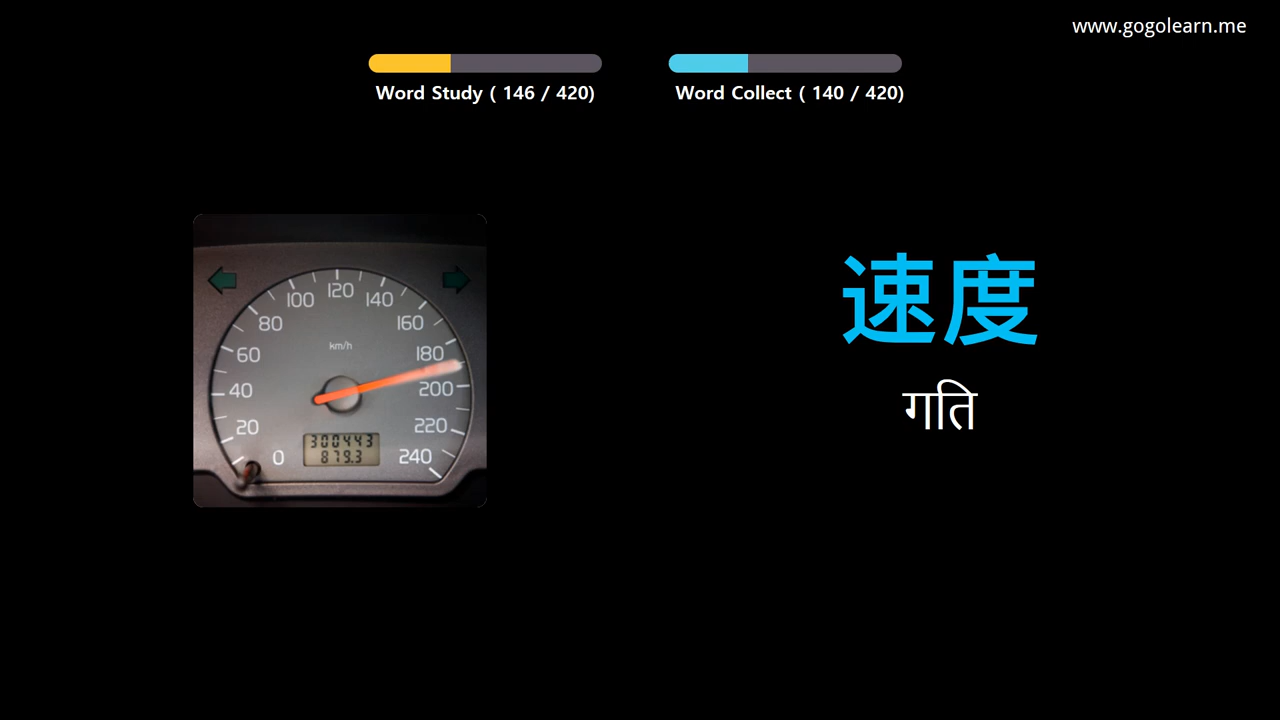 www.gogolearn.me
Word Study ( 146 / 420)
Word Collect ( 140 / 420)
速度
गति
120
100
140
80
160
km/h
60
180
40
200
20
220
0
240
300443
879.3